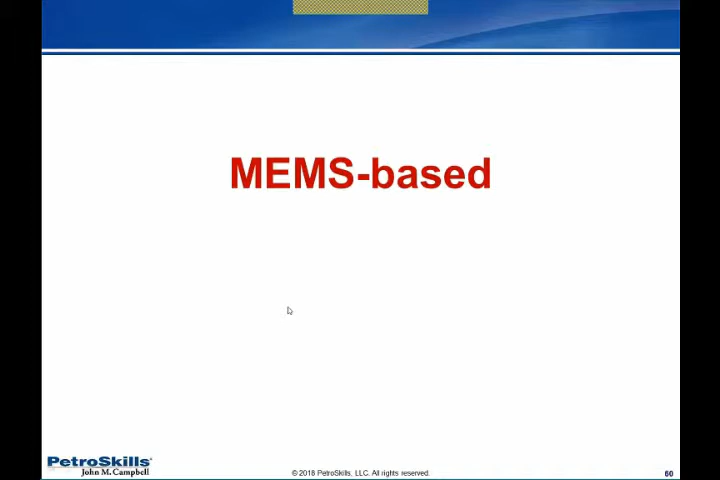 MEMS-based
PetroSkills®
John M. Campbell
© 2018 PetroSkills, LLC. All rights reserved.
60